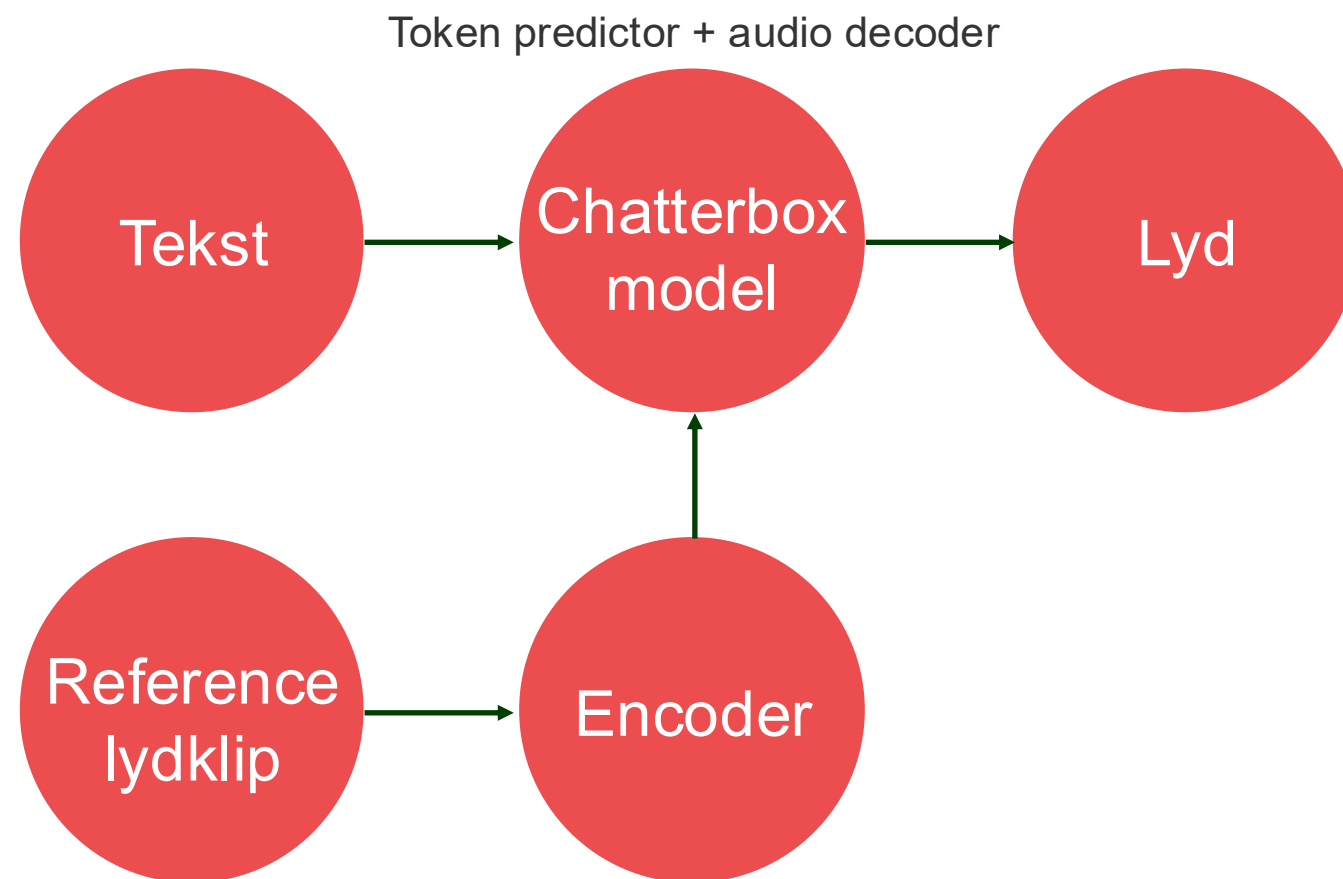 Token predictor + audio decoder
Tekst
Chatterbox
model
Lyd
Reference
lydklip
Encoder